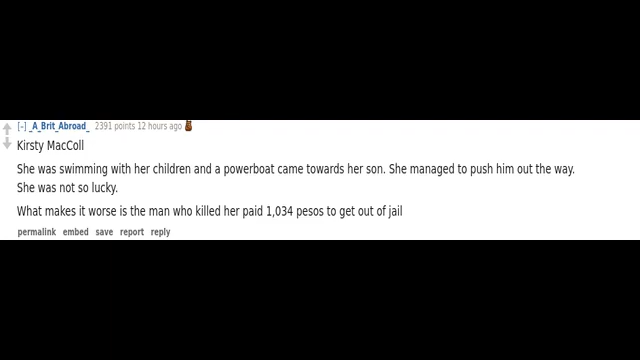 [-] _A_Brit_Abroad_ 2391 points 12 hours ago
Kirsty MacColl
She was swimming with her children and a powerboat came towards her son. She managed to push him out the way.
She was not so lucky.
What makes it worse is the man who killed her paid 1,034 pesos to get out of jail
permalink embed save report reply